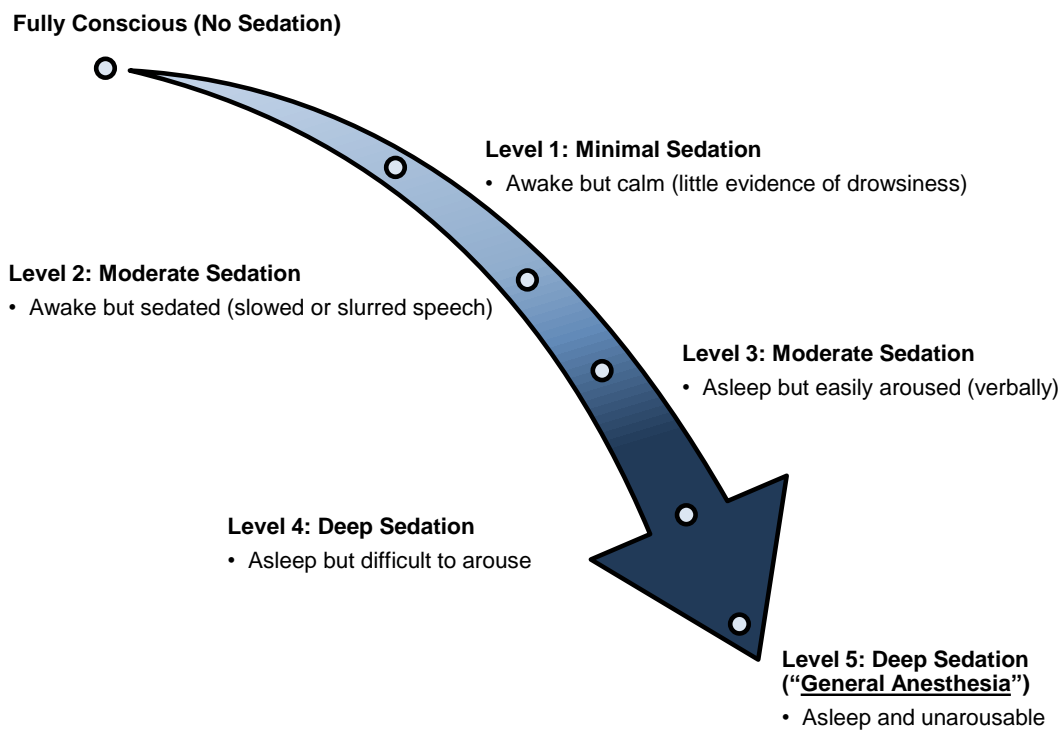 Fully Conscious (No Sedation)
Level 1: Minimal Sedation
• Awake but calm (little evidence of drowsiness)
Level 2: Moderate Sedation
• Awake but sedated (slowed or slurred speech)
Level 3: Moderate Sedation
• Asleep but easily aroused (verbally)
Level 4: Deep Sedation
• Asleep but difficult to arouse
Level 5: Deep Sedation
(“General Anesthesia”)
• Asleep and unarousable